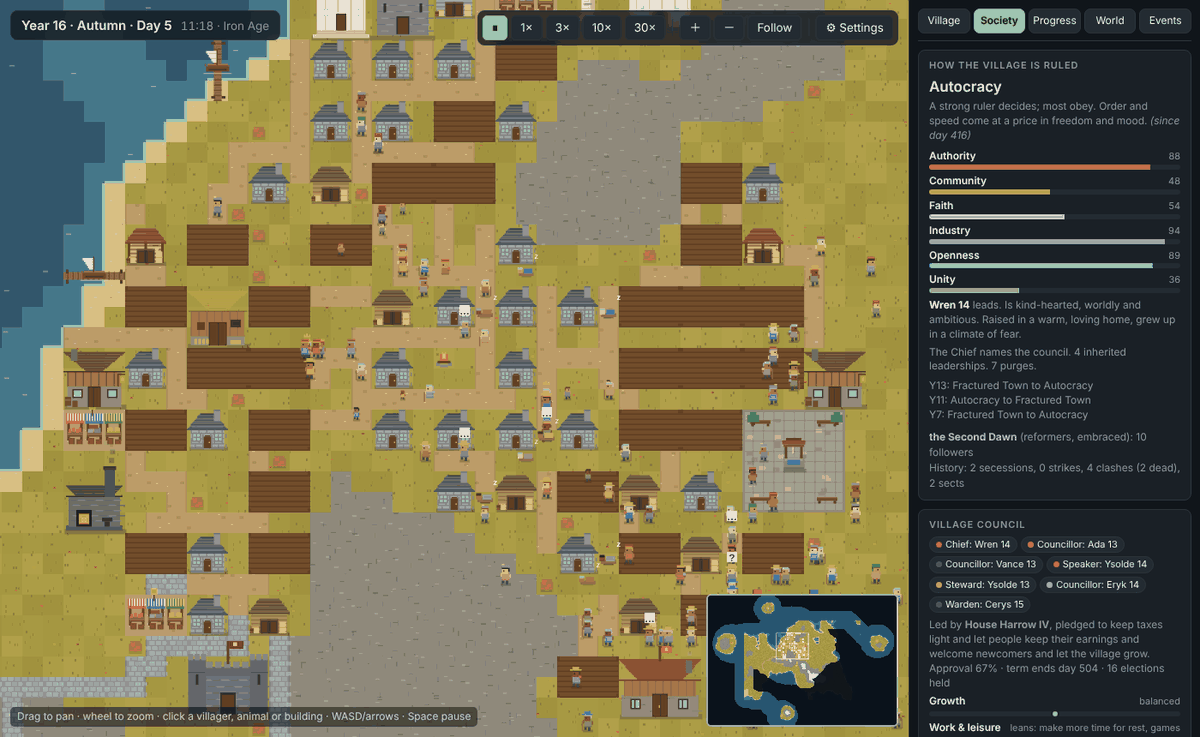 Year 16 · Autumn · Day 5 11:18 · Iron Age
1× 3× 10× 30× + − Follow ⚙ Settings
Village Society Progress World Events
HOW THE VILLAGE IS RULED
Autocracy
A strong ruler decides; most obey. Order and
speed come at a price in freedom and mood. (since
day 416)
Authority 88
Community 48
Faith 54
Industry 94
Openness 89
Unity 36
Wren 14 leads. Is kind-hearted, worldly and
ambitious. Raised in a warm, loving home, grew up
in a climate of fear.
The Chief names the council. 4 inherited
leaderships. 7 purges.
Y13: Fractured Town to Autocracy
Y11: Autocracy to Fractured Town
Y7: Fractured Town to Autocracy
the Second Dawn (reformers, embraced): 10
followers
History: 2 secessions, 0 strikes, 4 clashes (2 dead),
2 sects
VILLAGE COUNCIL
Chief: Wren 14 Councillor: Ada 13
Councillor: Vance 13 Speaker: Ysolde 14
Steward: Ysolde 13 Councillor: Eryk 14
Warden: Cerys 15
Led by House Harrow IV, pledged to keep taxes
light and let people keep their earnings and
welcome newcomers and let the village grow.
Approval 67% · term ends day 504 · 16 elections
held
Growth balanced
Work & leisure leans: make more time for rest, games
z
z
z
z
z
z
?
Drag to pan · wheel to zoom · click a villager, animal or building · WASD/arrows · Space pause